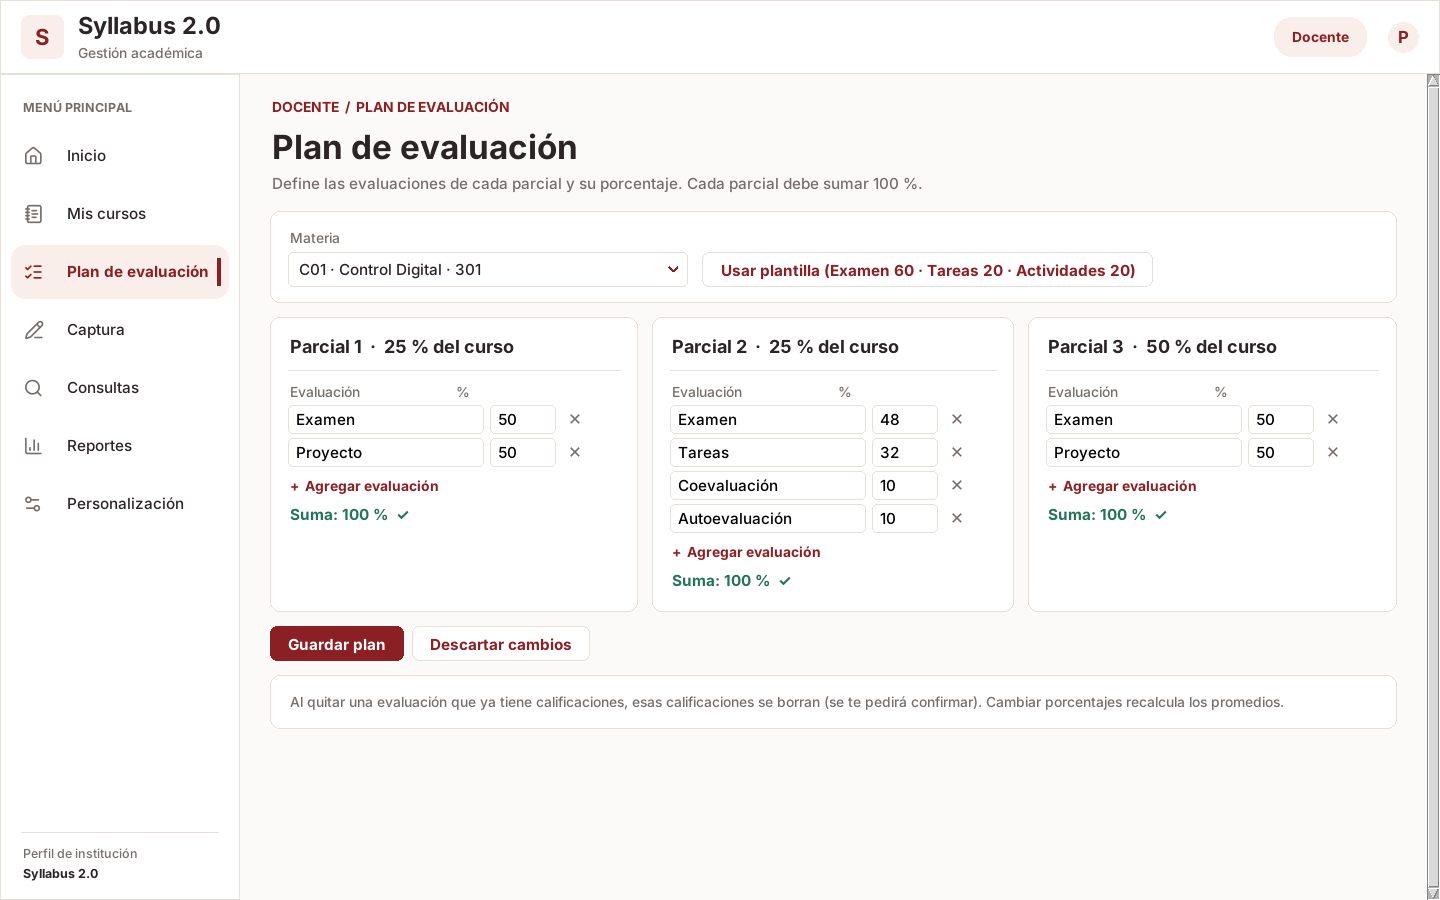 S
Syllabus 2.0
Gestión académica
Docente
P
MENÚ PRINCIPAL
Inicio
Mis cursos
Plan de evaluación
Captura
Consultas
Reportes
Personalización
Perfil de institución
Syllabus 2.0
DOCENTE / PLAN DE EVALUACIÓN
Plan de evaluación
Define las evaluaciones de cada parcial y su porcentaje. Cada parcial debe sumar 100 %.
Materia
C01 · Control Digital · 301
Usar plantilla (Examen 60 · Tareas 20 · Actividades 20)
Parcial 1 · 25 % del curso
Evaluación %
Examen 50 ✕
Proyecto 50 ✕
+ Agregar evaluación
Suma: 100 % ✓
Parcial 2 · 25 % del curso
Evaluación %
Examen 48 ✕
Tareas 32 ✕
Coevaluación 10 ✕
Autoevaluación 10 ✕
+ Agregar evaluación
Suma: 100 % ✓
Parcial 3 · 50 % del curso
Evaluación %
Examen 50 ✕
Proyecto 50 ✕
+ Agregar evaluación
Suma: 100 % ✓
Guardar plan
Descartar cambios
Al quitar una evaluación que ya tiene calificaciones, esas calificaciones se borran (se te pedirá confirmar). Cambiar porcentajes recalcula los promedios.